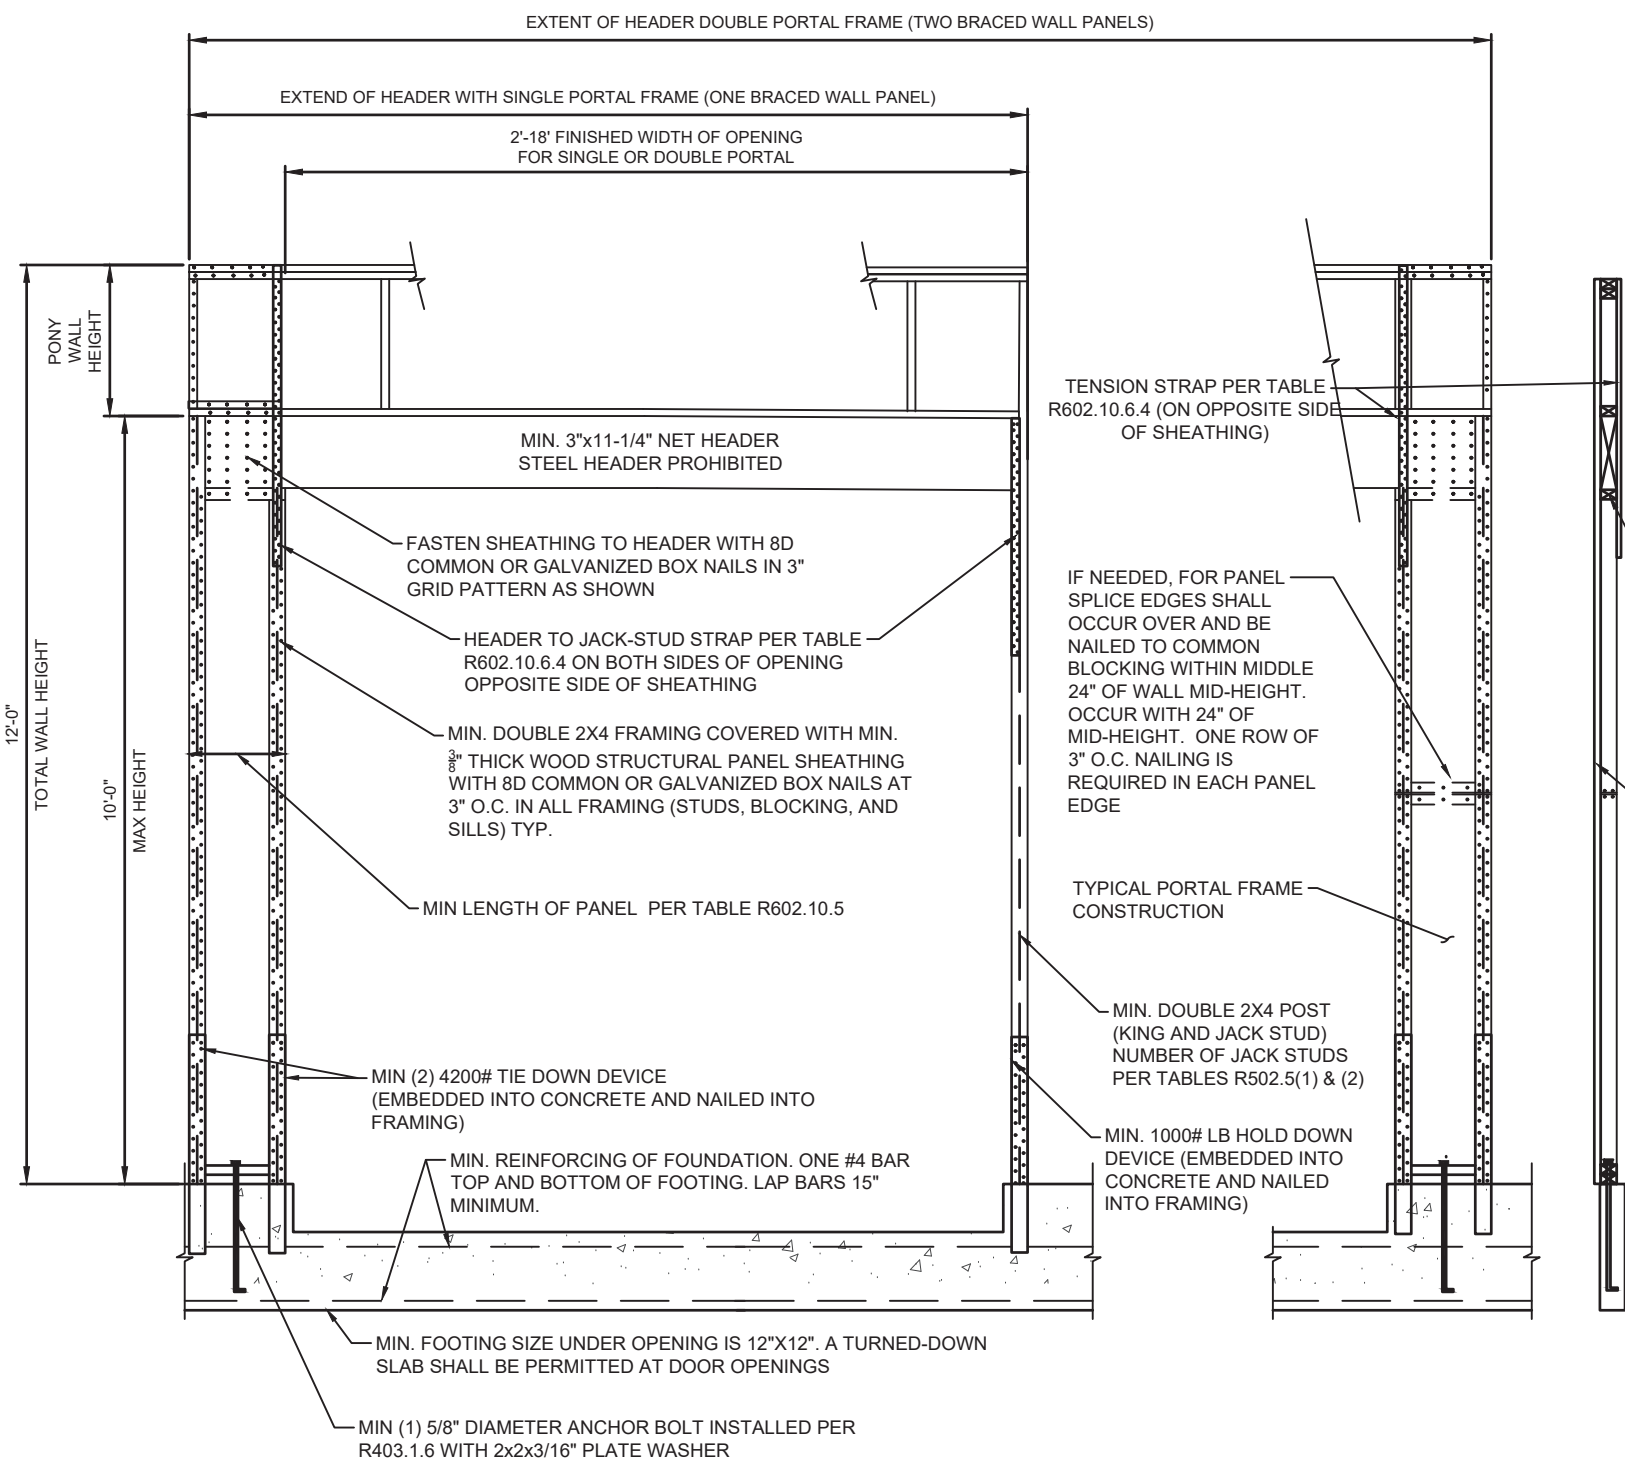 EXTENT OF HEADER DOUBLE PORTAL FRAME (TWO BRACED WALL PANELS)
EXTEND OF HEADER WITH SINGLE PORTAL FRAME (ONE BRACED WALL PANEL)
2'-18' FINISHED WIDTH OF OPENING
FOR SINGLE OR DOUBLE PORTAL
PONY
WALL
HEIGHT
12'-0"
TOTAL WALL HEIGHT
10'-0"
MAX HEIGHT
MIN. 3"x11-1/4" NET HEADER
STEEL HEADER PROHIBITED
TENSION STRAP PER TABLE
R602.10.6.4 (ON OPPOSITE SIDE
OF SHEATHING)
FASTEN SHEATHING TO HEADER WITH 8D
COMMON OR GALVANIZED BOX NAILS IN 3"
GRID PATTERN AS SHOWN
HEADER TO JACK-STUD STRAP PER TABLE
R602.10.6.4 ON BOTH SIDES OF OPENING
OPPOSITE SIDE OF SHEATHING
IF NEEDED, FOR PANEL
SPLICE EDGES SHALL
OCCUR OVER AND BE
NAILED TO COMMON
BLOCKING WITHIN MIDDLE
24" OF WALL MID-HEIGHT.
OCCUR WITH 24" OF
MID-HEIGHT. ONE ROW OF
3" O.C. NAILING IS
REQUIRED IN EACH PANEL
EDGE
MIN. DOUBLE 2X4 FRAMING COVERED WITH MIN.
3/8" THICK WOOD STRUCTURAL PANEL SHEATHING
WITH 8D COMMON OR GALVANIZED BOX NAILS AT
3" O.C. IN ALL FRAMING (STUDS, BLOCKING, AND
SILLS) TYP.
MIN LENGTH OF PANEL PER TABLE R602.10.5
TYPICAL PORTAL FRAME
CONSTRUCTION
MIN. DOUBLE 2X4 POST
(KING AND JACK STUD)
NUMBER OF JACK STUDS
PER TABLES R502.5(1) & (2)
MIN (2) 4200# TIE DOWN DEVICE
(EMBEDDED INTO CONCRETE AND NAILED INTO
FRAMING)
MIN. 1000# LB HOLD DOWN
DEVICE (EMBEDDED INTO
CONCRETE AND NAILED
INTO FRAMING)
MIN. REINFORCING OF FOUNDATION. ONE #4 BAR
TOP AND BOTTOM OF FOOTING. LAP BARS 15"
MINIMUM.
MIN. FOOTING SIZE UNDER OPENING IS 12"X12". A TURNED-DOWN
SLAB SHALL BE PERMITTED AT DOOR OPENINGS
MIN (1) 5/8" DIAMETER ANCHOR BOLT INSTALLED PER
R403.1.6 WITH 2x2x3/16" PLATE WASHER